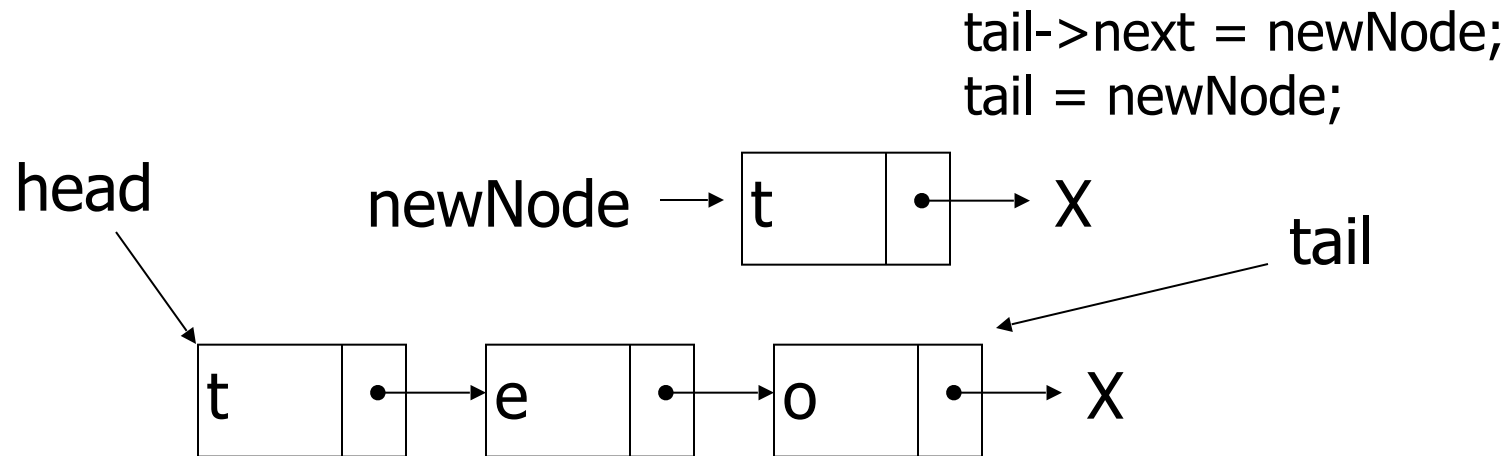 tail->next = newNode;
tail = newNode;
head
newNode
t
X
tail
t
e
o
X